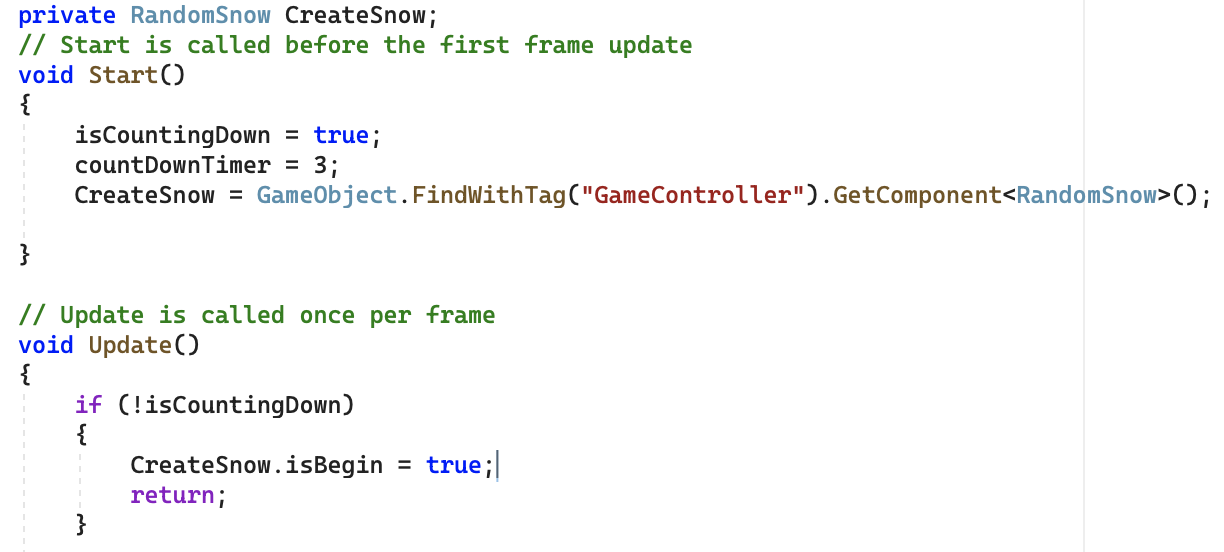 private RandomSnow CreateSnow;
// Start is called before the first frame update
void Start()
{
    isCountingDown = true;
    countDownTimer = 3;
    CreateSnow = GameObject.FindWithTag("GameController").GetComponent<RandomSnow>();

}

// Update is called once per frame
void Update()
{
    if (!isCountingDown)
    {
        CreateSnow.isBegin = true;
        return;
    }